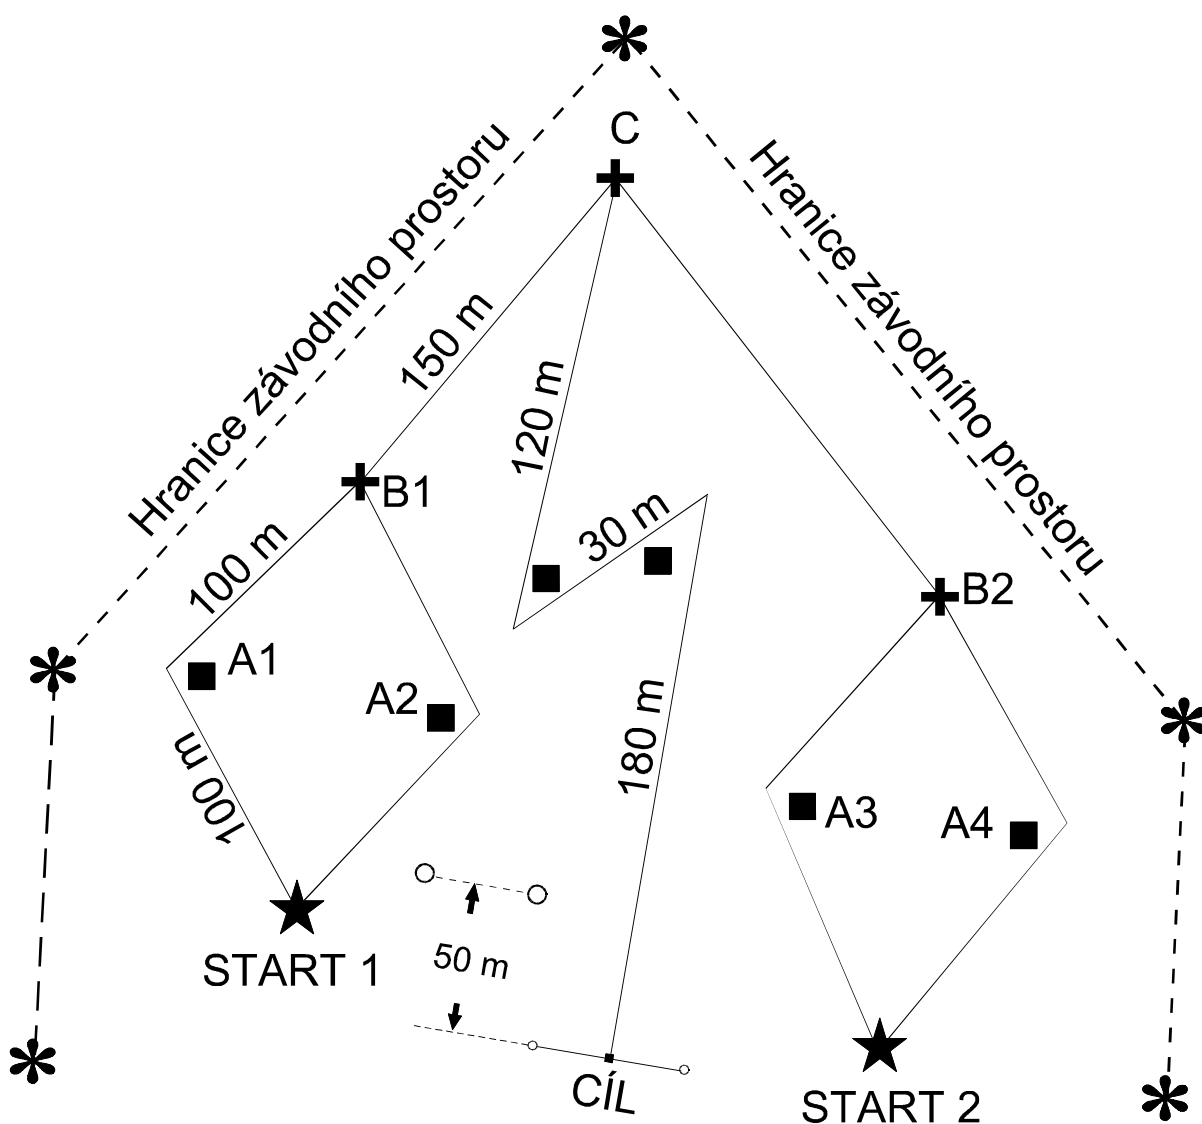 C
Hranice závodního prostoru
Hranice závodního prostoru
150 m
120 m
B1
30 m
100 m
B2
A1
A2
180 m
100 m
A3
A4
50 m
START 1
CÍL
START 2